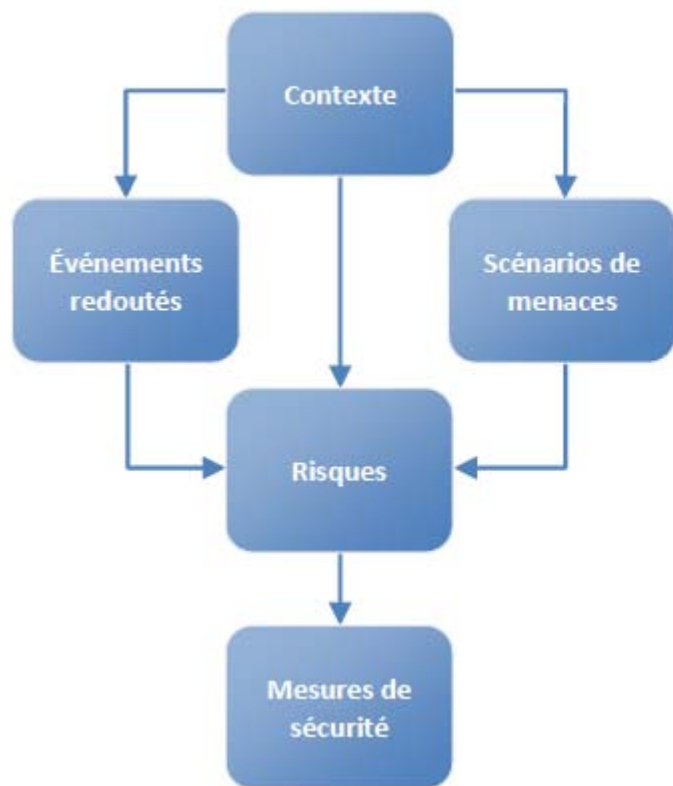 Contexte
Événements
redoutés
Scénarios de
menaces
Risques
Mesures de
sécurité